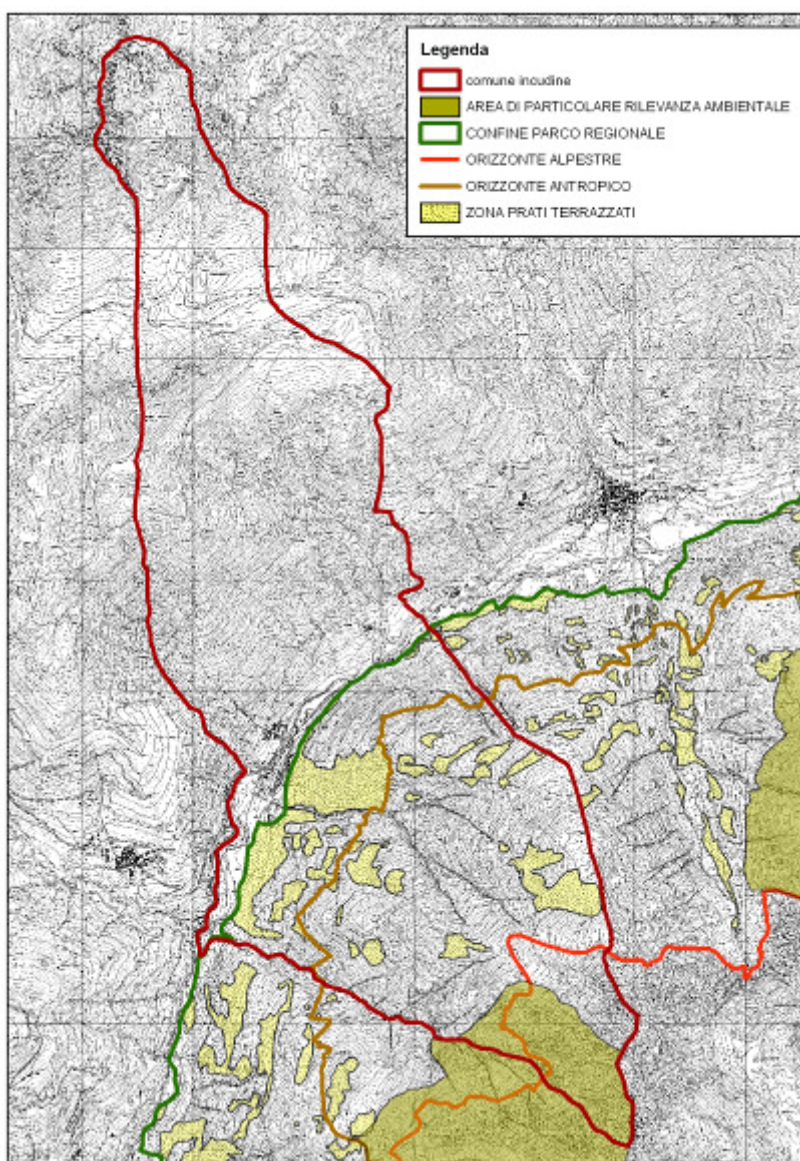 Legenda
comune incudine
AREA DI PARTICOLARE RILEVANZA AMBIENTALE
CONFINE PARCO REGIONALE
ORIZZONTE ALPESTRE
ORIZZONTE ANTROPICO
ZONA PRATI TERRAZZATI